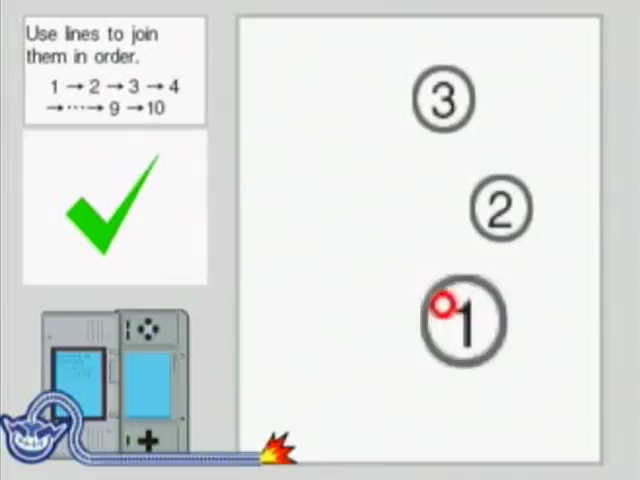 Use lines to join
them in order.
1 → 2 → 3 → 4
→ ⋯ → 9 → 10
3
2
1